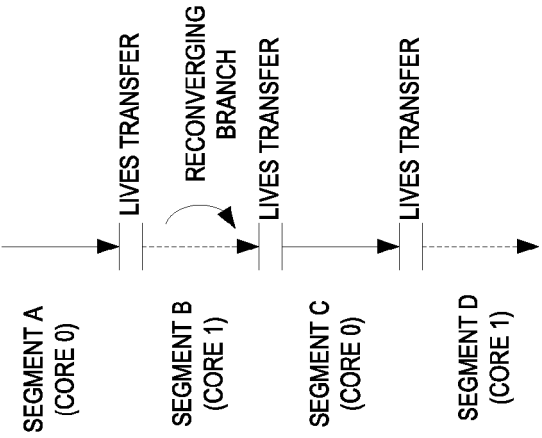 LIVES TRANSFER
RECONVERGING
BRANCH
LIVES TRANSFER
LIVES TRANSFER
SEGMENT A
(CORE 0)
SEGMENT B
(CORE 1)
SEGMENT C
(CORE 0)
SEGMENT D
(CORE 1)